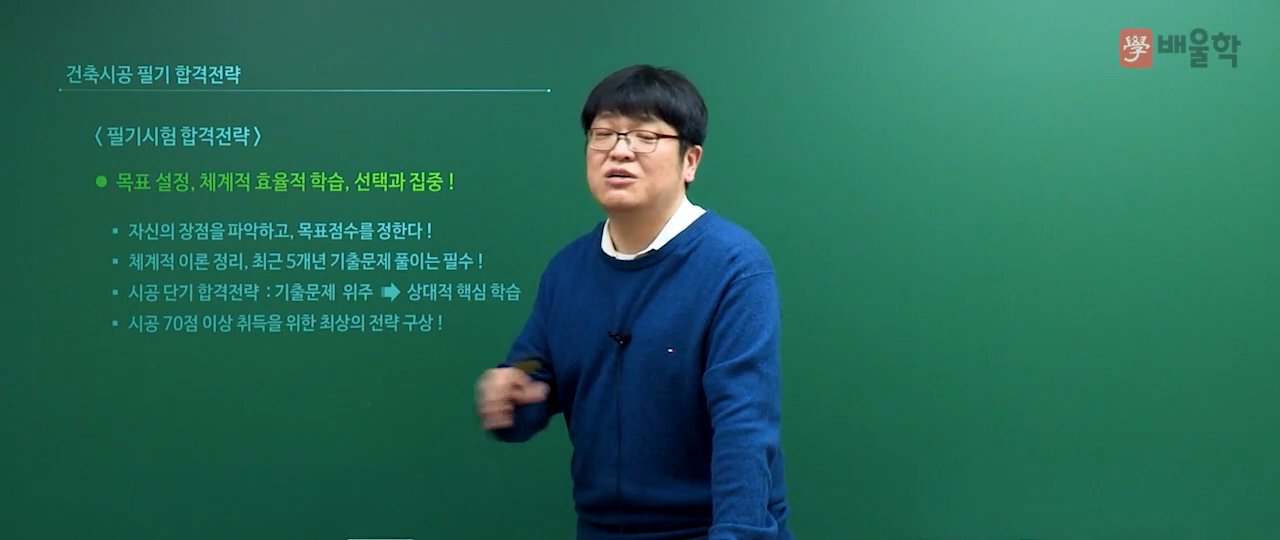 건축시공 필기 합격전략
學 배울학
< 필기시험 합격전략 >
● 목표 설정, 체계적 효율적 학습, 선택과 집중 !
▪ 자신의 장점을 파악하고, 목표점수를 정한다 !
▪ 체계적 이론 정리, 최근 5개년 기출문제 풀이는 필수 !
▪ 시공 단기 합격전략 : 기출문제 위주 ➡ 상대적 핵심 학습
▪ 시공 70점 이상 취득을 위한 최상의 전략 구상 !